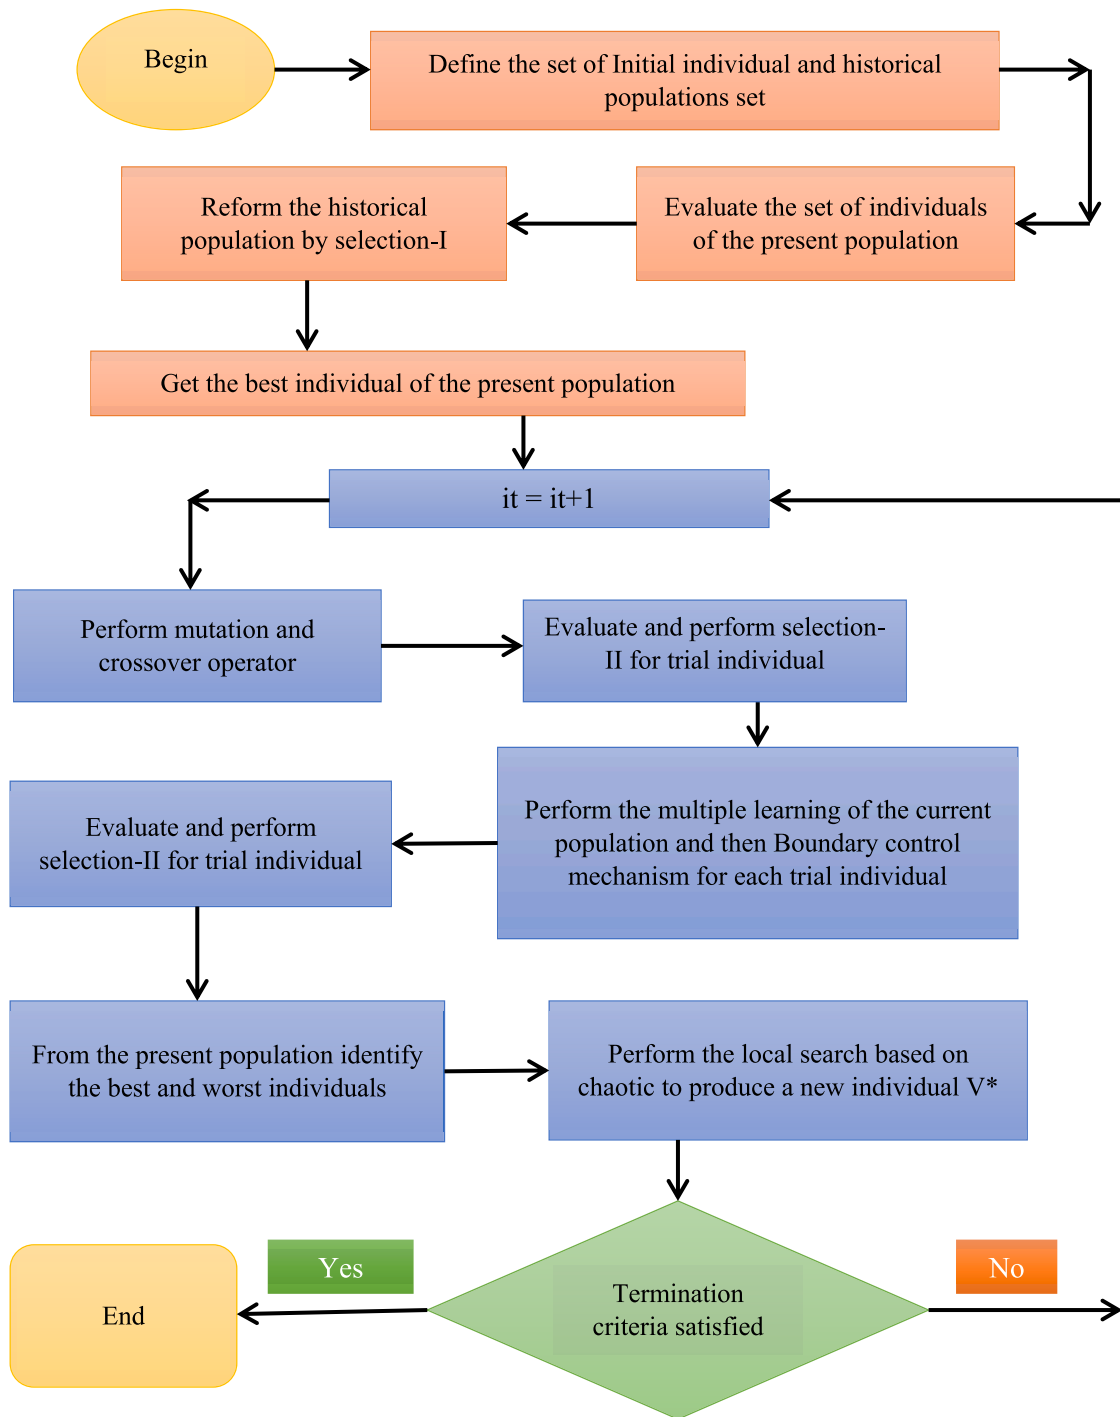 Begin
Define the set of Initial individual and historical
populations set
Evaluate the set of individuals
of the present population
Reform the historical
population by selection-I
Get the best individual of the present population
it = it+1
Perform mutation and
crossover operator
Evaluate and perform selection-
II for trial individual
Perform the multiple learning of the current
population and then Boundary control
mechanism for each trial individual
Evaluate and perform
selection-II for trial individual
From the present population identify
the best and worst individuals
Perform the local search based on
chaotic to produce a new individual V*
Termination
criteria satisfied
Yes
No
End